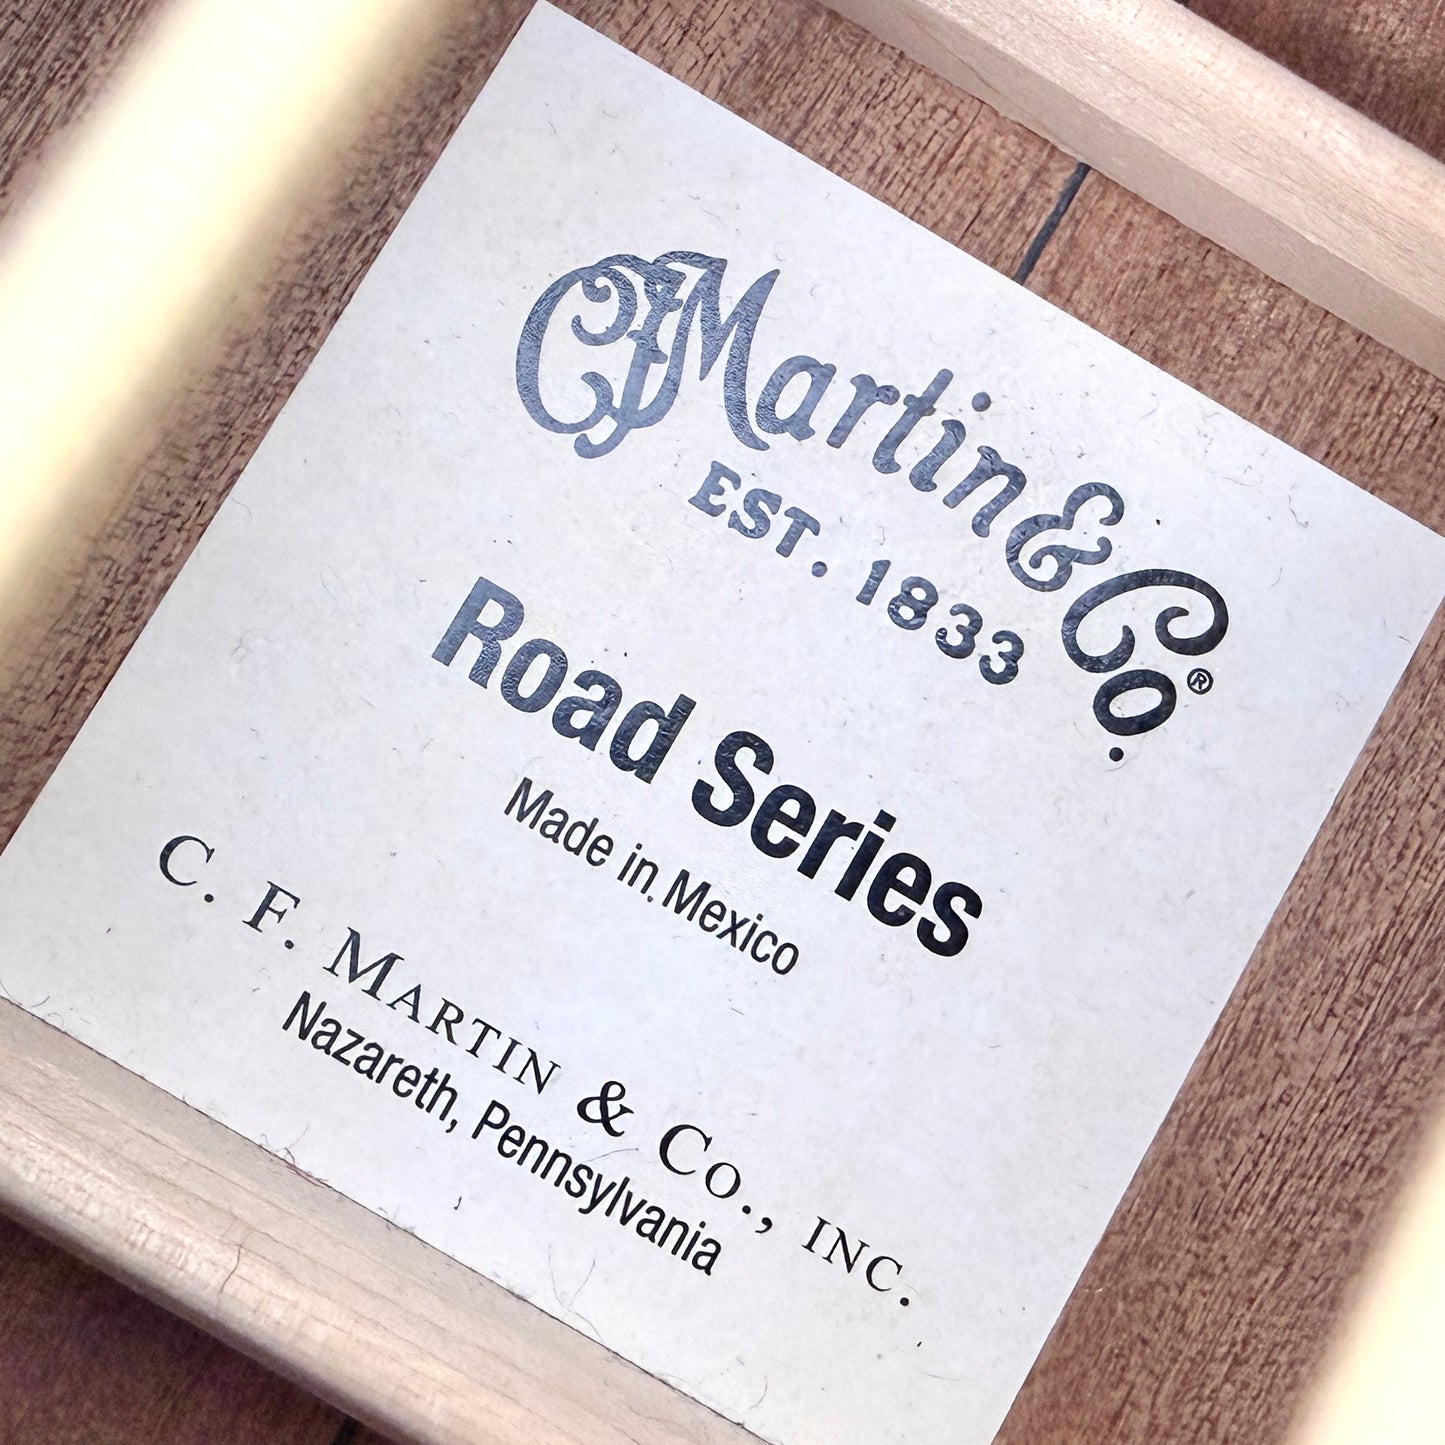 CFMartin & Co.®
EST. 1833
Road Series
Made in Mexico
C. F. MARTIN & CO., INC.
Nazareth, Pennsylvania